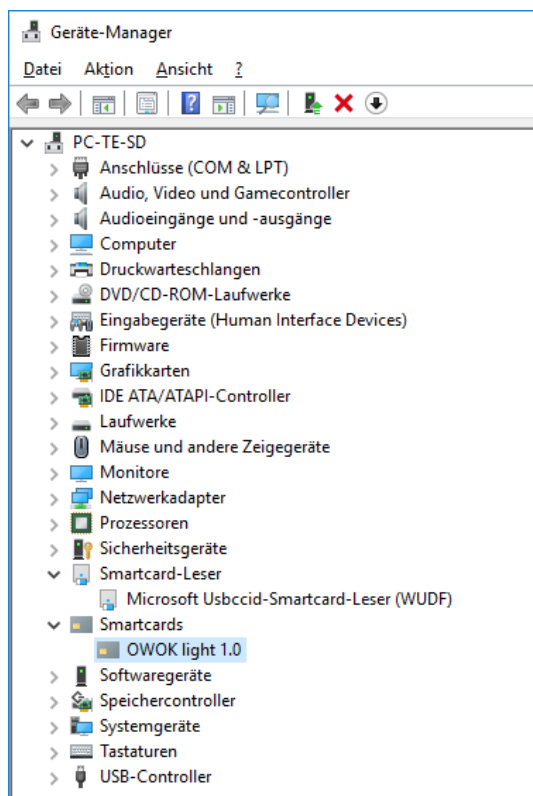 Geräte-Manager
Datei Aktion Ansicht ?
PC-TE-SD
Anschlüsse (COM & LPT)
Audio, Video und Gamecontroller
Audioeingänge und -ausgänge
Computer
Druckwarteschlangen
DVD/CD-ROM-Laufwerke
Eingabegeräte (Human Interface Devices)
Firmware
Grafikkarten
IDE ATA/ATAPI-Controller
Laufwerke
Mäuse und andere Zeigegeräte
Monitore
Netzwerkadapter
Prozessoren
Sicherheitsgeräte
Smartcard-Leser
Microsoft Usbccid-Smartcard-Leser (WUDF)
Smartcards
OWOK light 1.0
Softwaregeräte
Speichercontroller
Systemgeräte
Tastaturen
USB-Controller